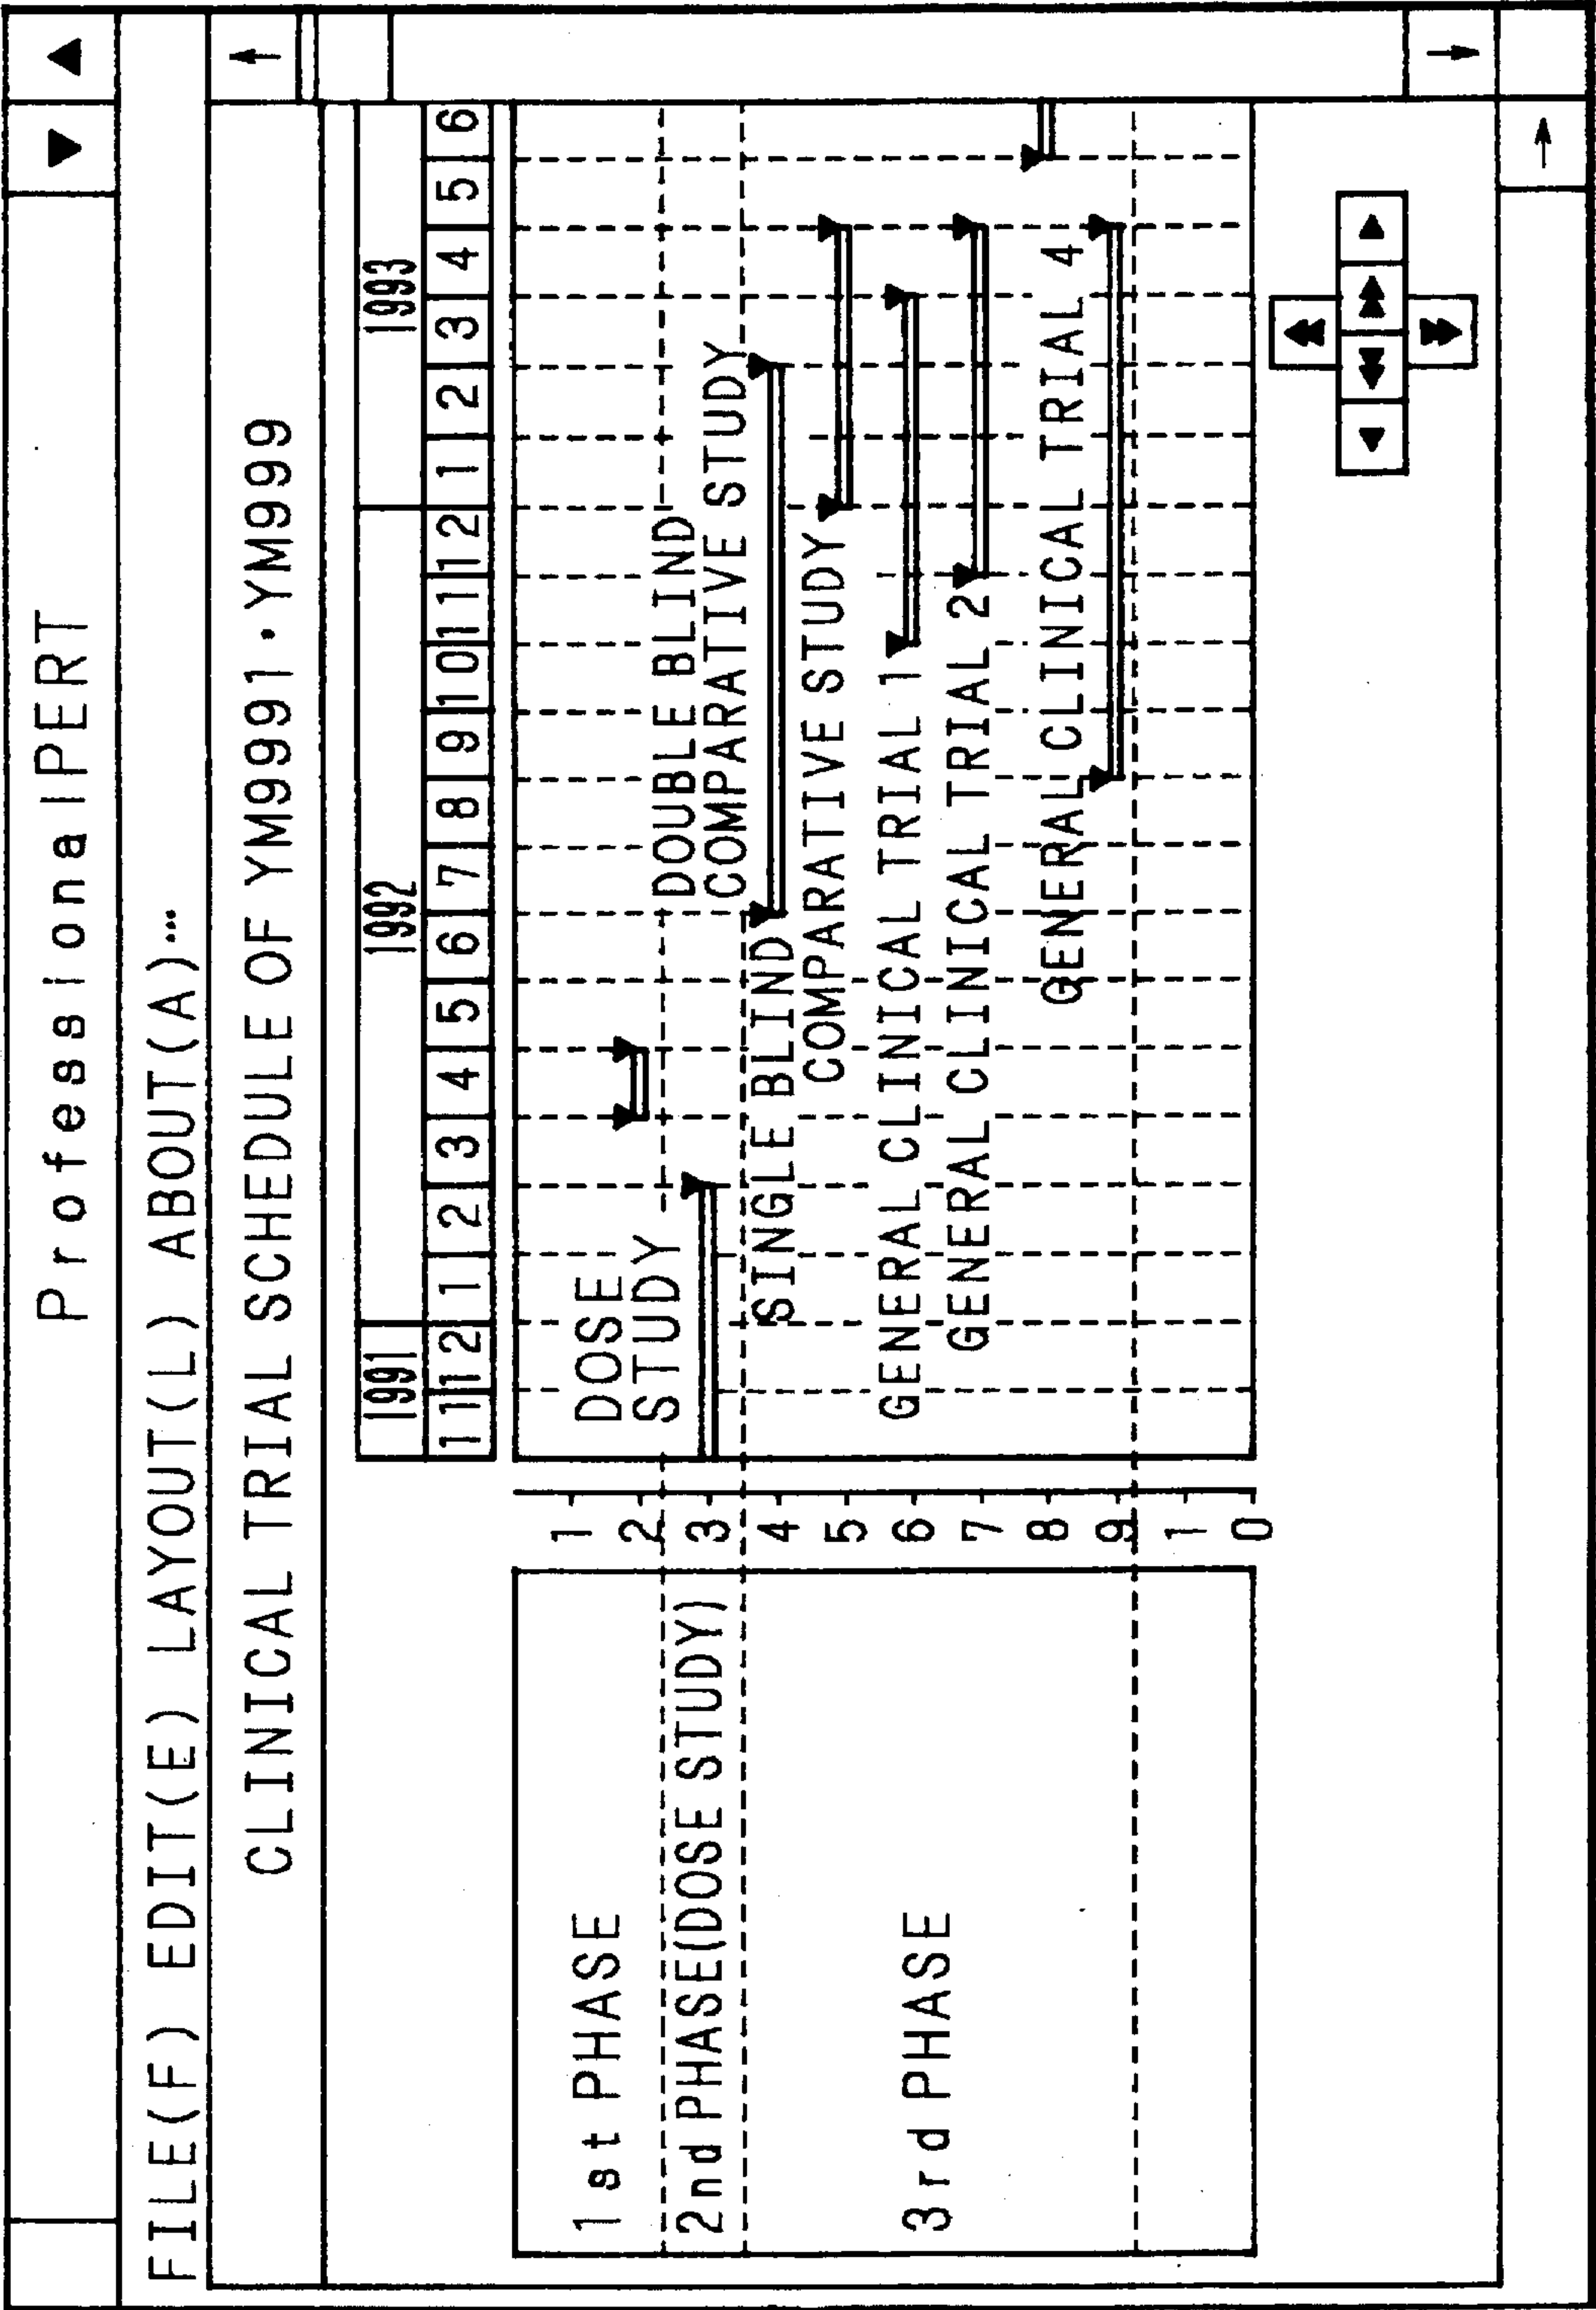 ProfessionalPERT
FILE(F) EDIT(E) LAYOUT(L) ABOUT(A)…
CLINICAL TRIAL SCHEDULE OF YM9991・YM999
1991 1992 1993
11 12 1 2 3 4 5 6 7 8 9 10 11 12 1 2 3 4 5 6
1st PHASE
2nd PHASE(DOSE STUDY)
3rd PHASE
1
2
3
4
5
6
7
8
9
1
0
DOSE
STUDY
DOUBLE BLIND
COMPARATIVE STUDY
SINGLE BLIND
COMPARATIVE STUDY
GENERAL CLINICAL TRIAL 1
GENERAL CLINICAL TRIAL 2
GENERAL CLINICAL TRIAL 4